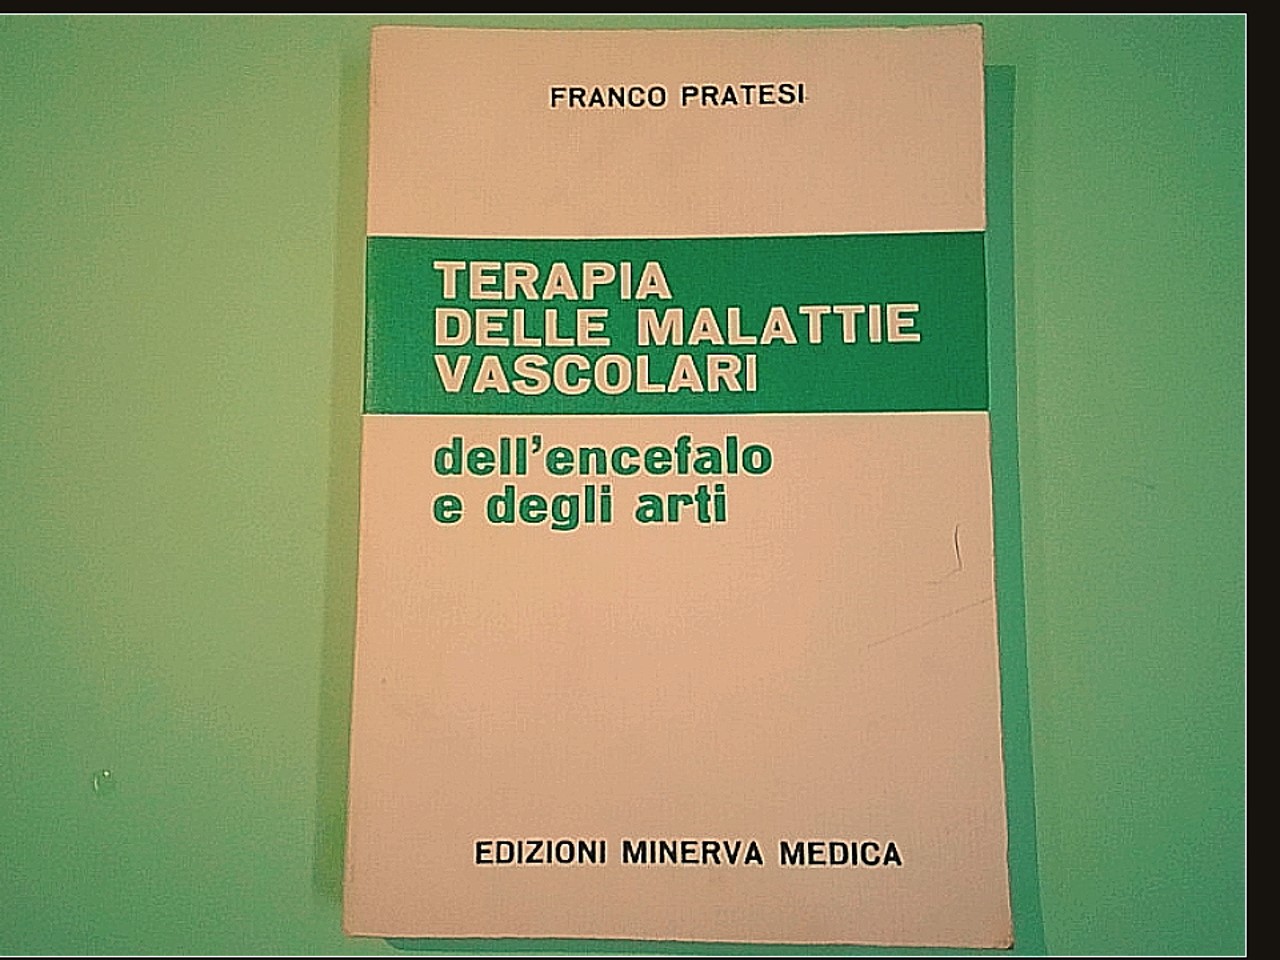 FRANCO PRATESI
TERAPIA
DELLE MALATTIE
VASCOLARI
dell'encefalo
e degli arti
EDIZIONI MINERVA MEDICA